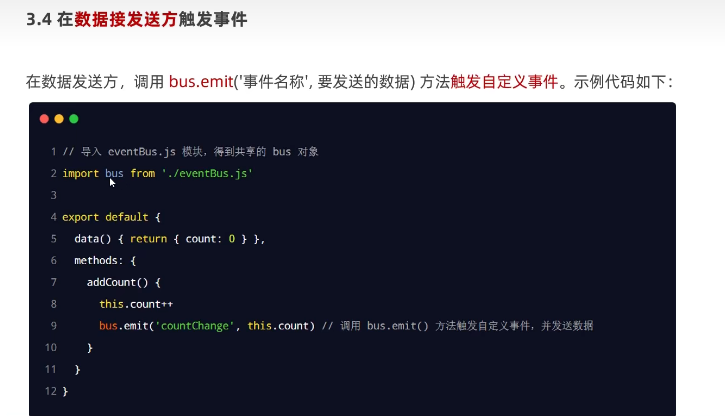 3.4 在数据接发送方触发事件
在数据发送方，调用 bus.emit('事件名称', 要发送的数据) 方法触发自定义事件。示例代码如下：
1 // 导入 eventBus.js 模块，得到共享的 bus 对象
2 import bus from './eventBus.js'
3
4 export default {
5   data() { return { count: 0 } },
6   methods: {
7     addCount() {
8       this.count++
9       bus.emit('countChange', this.count) // 调用 bus.emit() 方法触发自定义事件，并发送数据
10     }
11   }
12 }